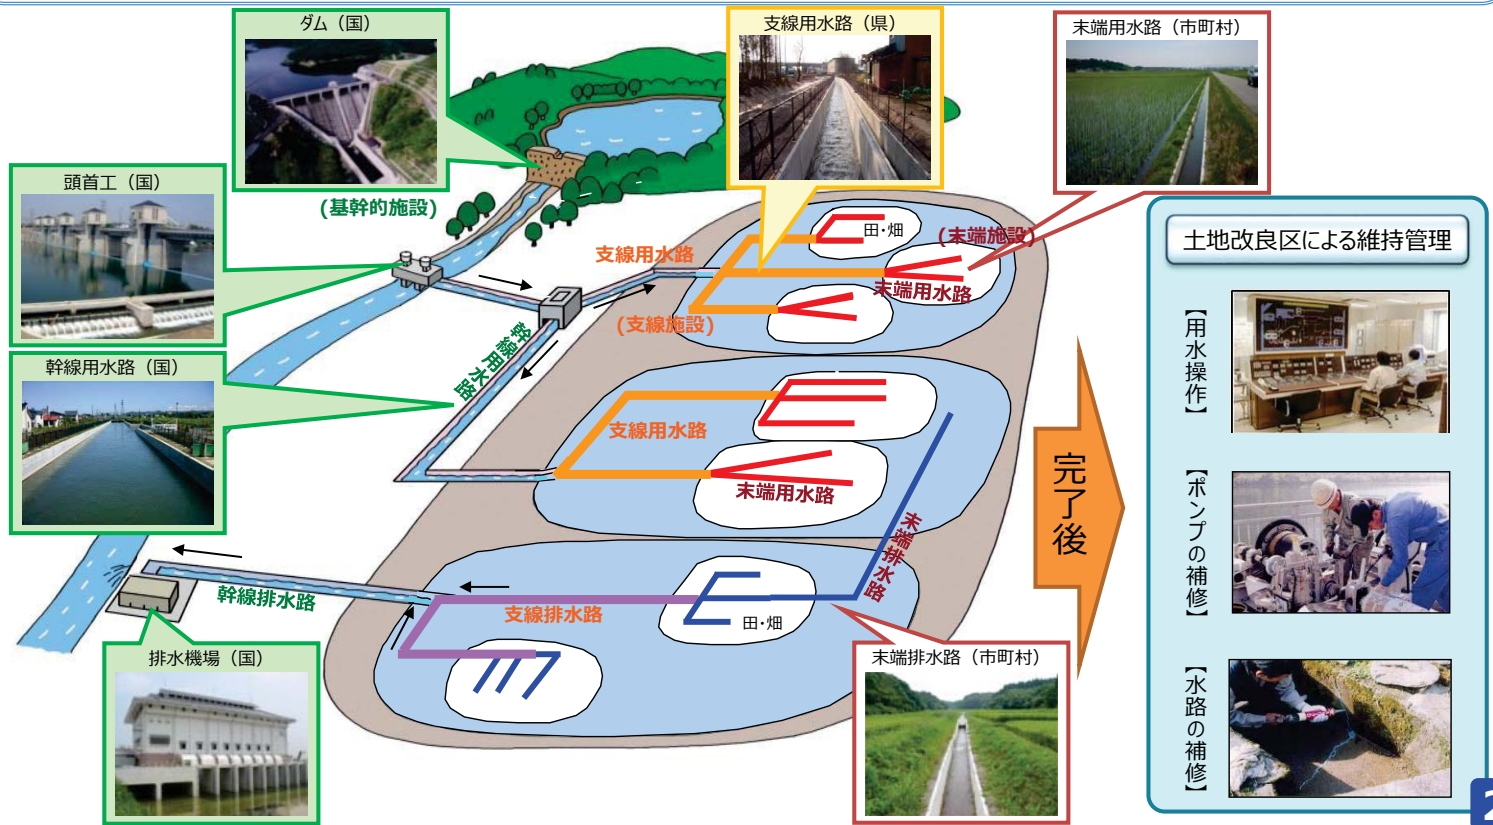 ダム（国）
支線用水路（県）
末端用水路（市町村）
頭首工（国）
(基幹的施設)
土地改良区による維持管理
田・畑
(末端施設)
支線用水路
末端用水路
(支線施設)
幹線用水路
【用水操作】
幹線用水路（国）
支線用水路
末端用水路
完了後
【ポンプの補修】
末端排水路
幹線排水路
支線排水路
田・畑
排水機場（国）
末端排水路（市町村）
【水路の補修】
2